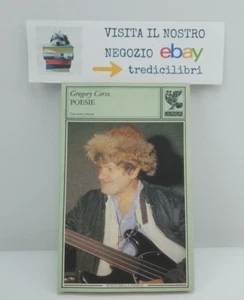 VISITA IL NOSTRO
NEGOZIO ebay
tredicilibri
Gregory Corso
POESIE